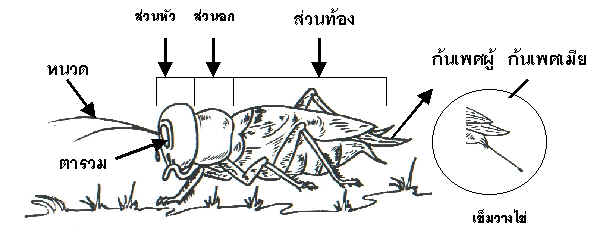 ส่วนหัว ส่วนอก ส่วนท้อง
ก้นเพศผู้ ก้นเพศเมีย
หนวด
ตารวม
เข็มวางไข่